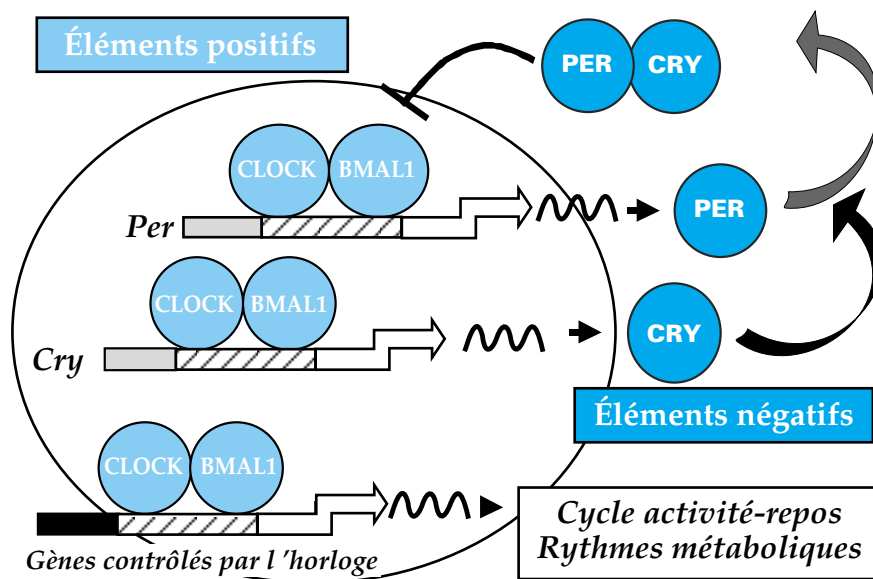 Éléments positifs
PER CRY
CLOCK BMAL1
Per
PER
CLOCK BMAL1
Cry
CRY
Éléments négatifs
CLOCK BMAL1
Gènes contrôlés par l ’horloge
Cycle activité-repos
Rythmes métaboliques